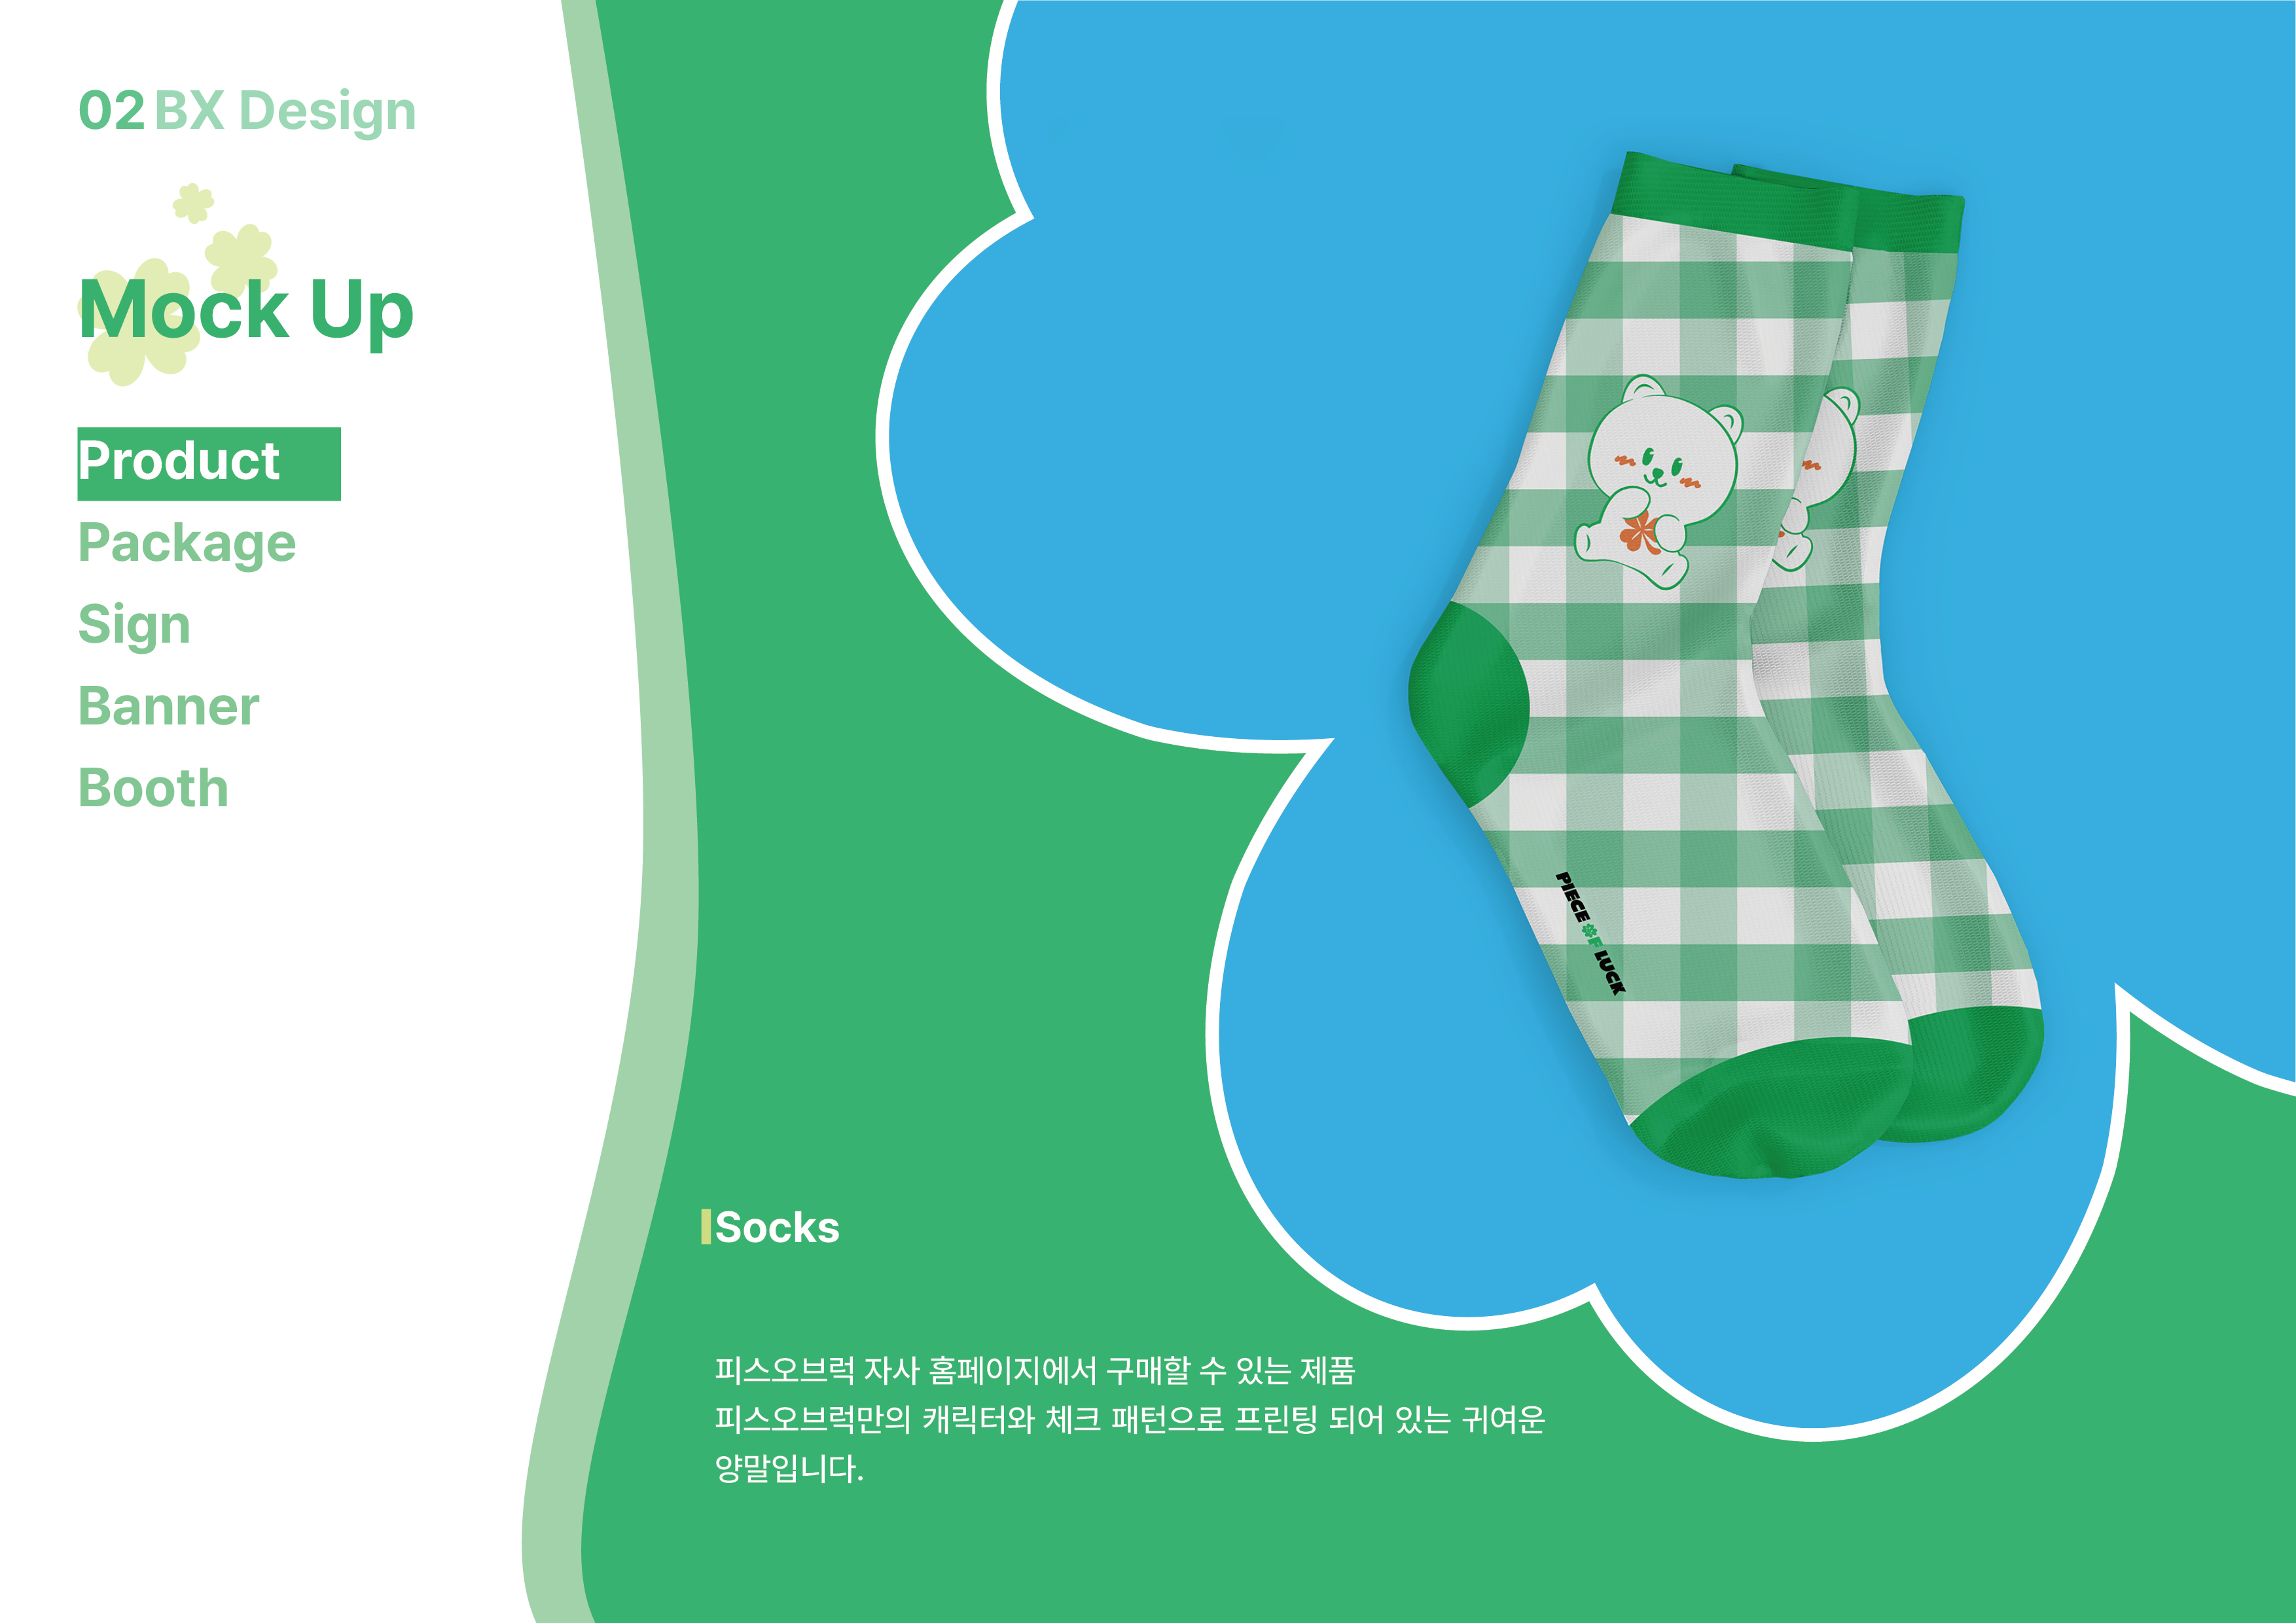 02 BX Design
Mock Up
Product
Package
Sign
Banner
Booth
PIECE OF LUCK
Socks
피스오브럭 자사 홈페이지에서 구매할 수 있는 제품
피스오브럭만의 캐릭터와 체크 패턴으로 프린팅 되어 있는 귀여운
양말입니다.